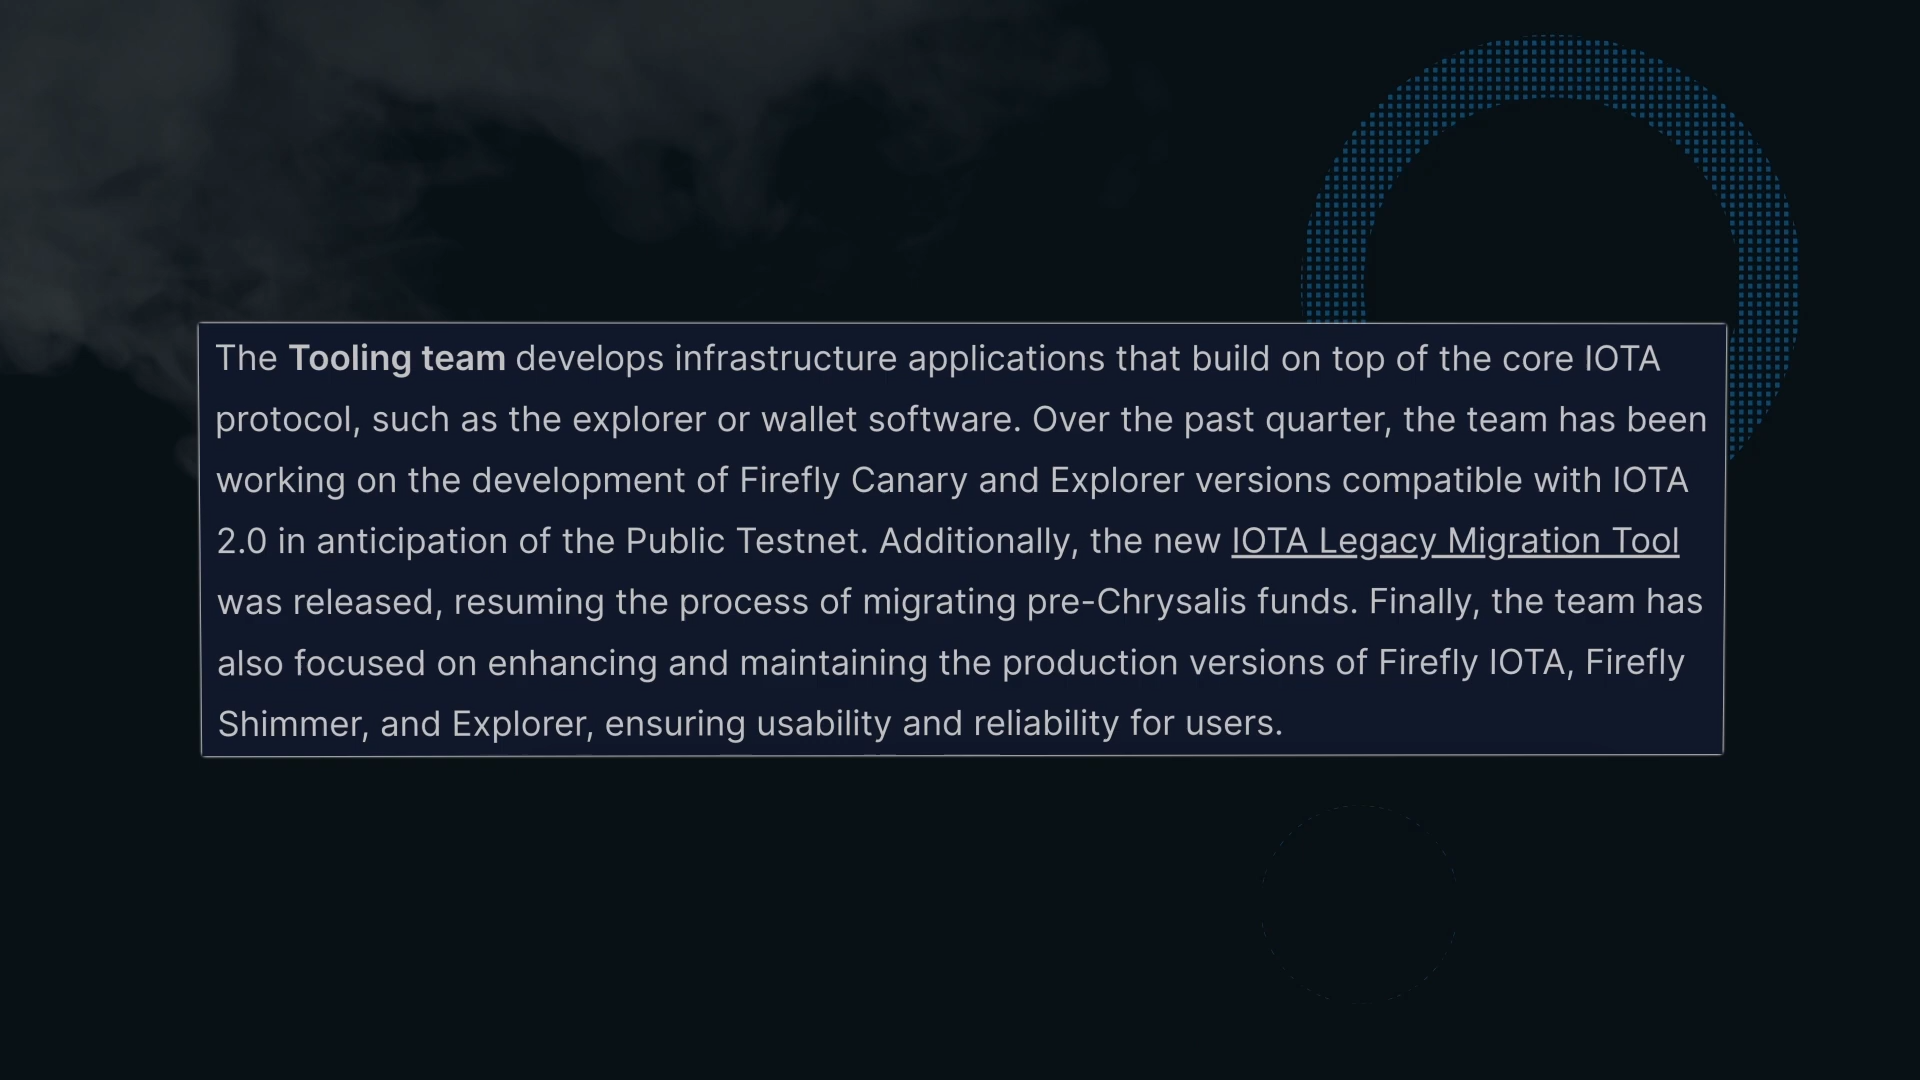 The Tooling team develops infrastructure applications that build on top of the core IOTA
protocol, such as the explorer or wallet software. Over the past quarter, the team has been
working on the development of Firefly Canary and Explorer versions compatible with IOTA
2.0 in anticipation of the Public Testnet. Additionally, the new IOTA Legacy Migration Tool
was released, resuming the process of migrating pre-Chrysalis funds. Finally, the team has
also focused on enhancing and maintaining the production versions of Firefly IOTA, Firefly
Shimmer, and Explorer, ensuring usability and reliability for users.